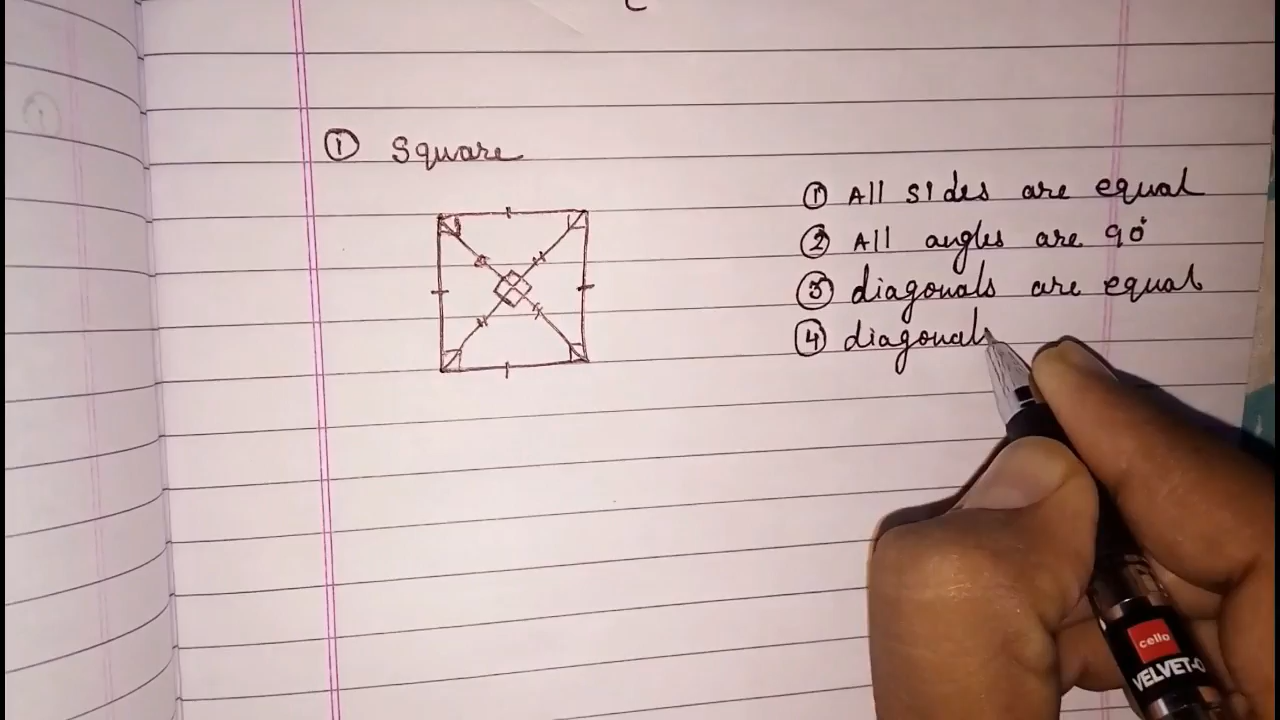 ① Square
① All sides are equal
② All angles are 90°
③ diagonals are equal
④ diagonals
cello
VELVET-O